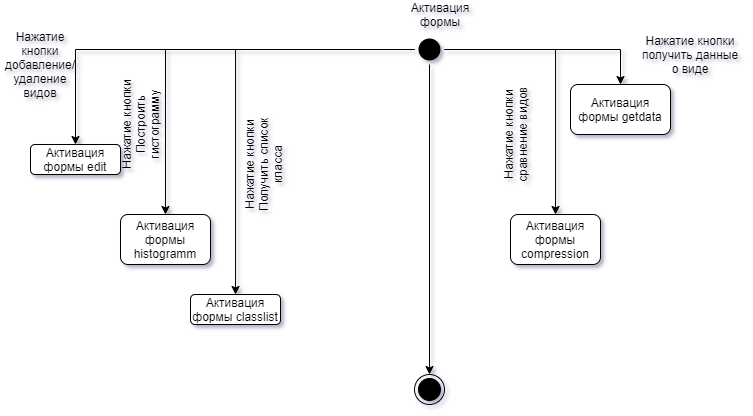 Активация
формы
Нажатие
кнопки
добавление/
удаление
видов
Нажатие кнопки
Построить
гистограмму
Нажатие кнопки
Получить список
класса
Нажатие кнопки
сравнение видов
Нажатие кнопки
получить данные
о виде
Активация
формы getdata
Активация
формы edit
Активация
формы
histogramm
Активация
формы
compression
Активация
формы classlist